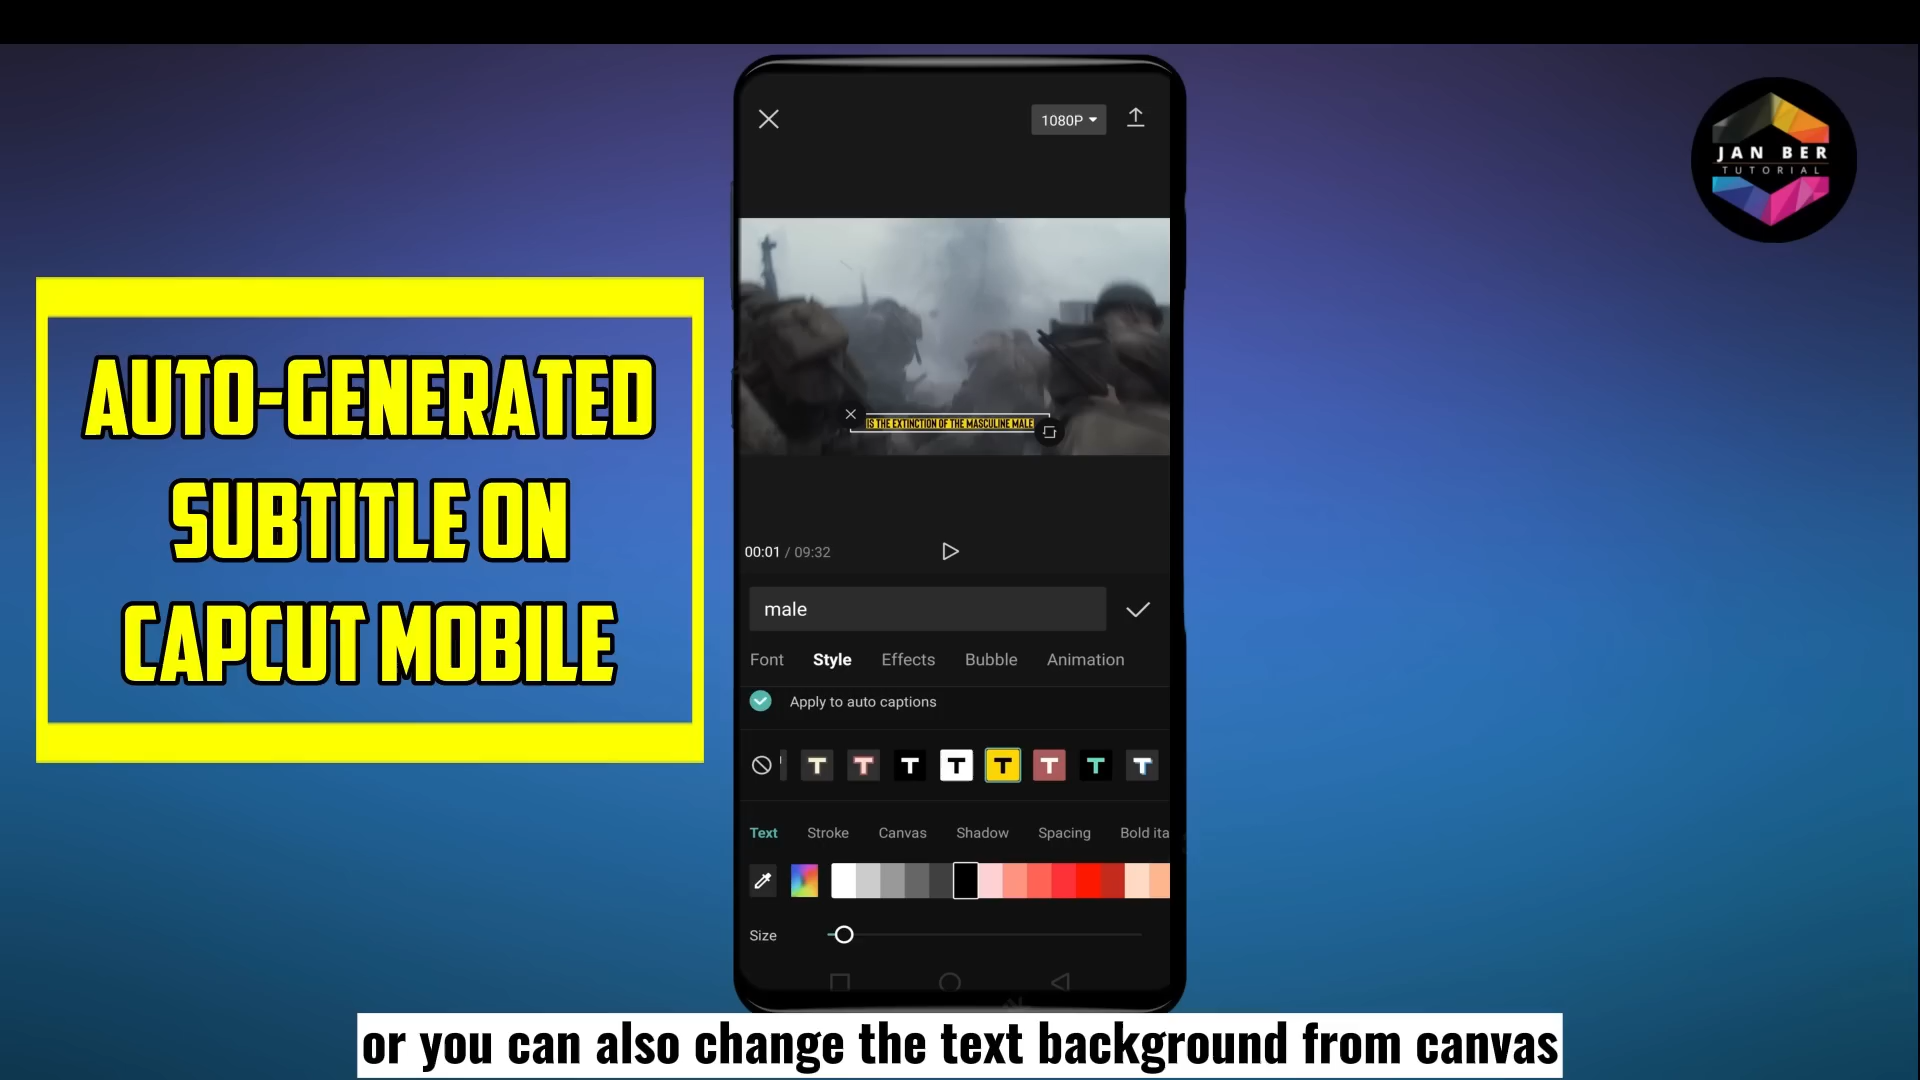 1080P
JAN BER
TUTORIAL
AUTO-GENERATED
SUBTITLE ON
CAPCUT MOBILE
IS THE EXTINCTION OF THE MASCULINE MALE
00:01 / 09:32
male
Font Style Effects Bubble Animation
Apply to auto captions
T T T T T T T T
Text Stroke Canvas Shadow Spacing Bold ita
Size
or you can also change the text background from canvas